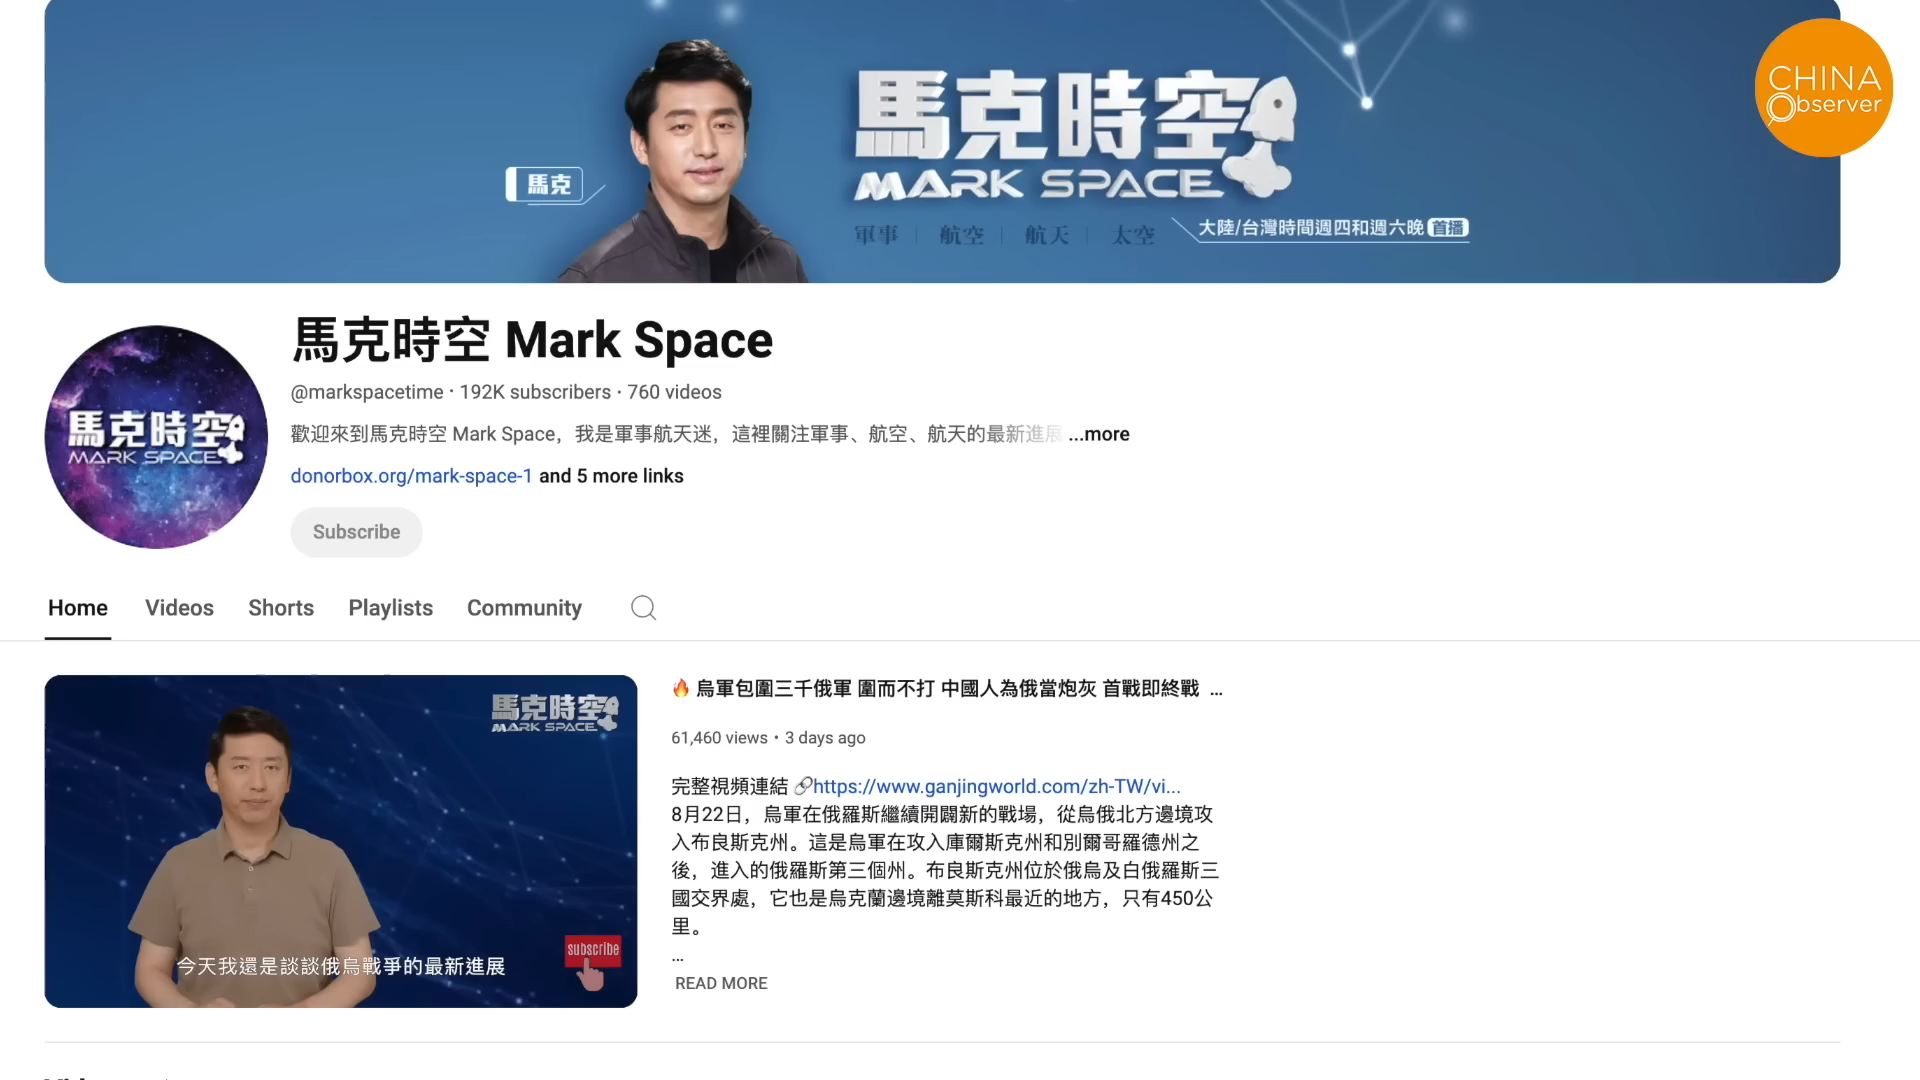 馬克時空
MARK SPACE
馬克
軍事 | 航空 | 航天 | 太空
大陸/台灣時間週四和週六晚 首播
CHINA
Observer
馬克時空
MARK SPACE
馬克時空 Mark Space
@markspacetime · 192K subscribers · 760 videos
歡迎來到馬克時空 Mark Space，我是軍事航天迷，這裡關注軍事、航空、航天的最新進展 ...more
donorbox.org/mark-space-1 and 5 more links
Subscribe
Home Videos Shorts Playlists Community
馬克時空
MARK SPACE
subscribe
今天我還是談談俄烏戰爭的最新進展
🔥 烏軍包圍三千俄軍 圍而不打 中國人為俄當炮灰 首戰即終戰 ...
61,460 views • 3 days ago
完整視頻連結 🔗https://www.ganjingworld.com/zh-TW/vi...
8月22日，烏軍在俄羅斯繼續開闢新的戰場，從烏俄北方邊境攻
入布良斯克州。這是烏軍在攻入庫爾斯克州和別爾哥羅德州之
後，進入的俄羅斯第三個州。布良斯克州位於俄烏及白俄羅斯三
國交界處，它也是烏克蘭邊境離莫斯科最近的地方，只有450公
里。
...
READ MORE